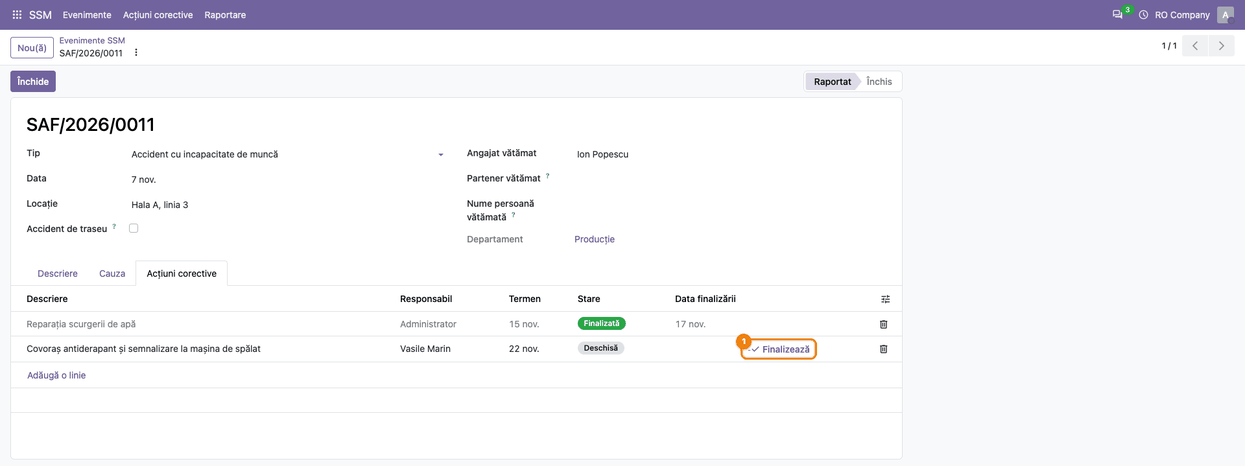 SSM Evenimente Acțiuni corective Raportare 3 RO Company A
Nou(ă) Evenimente SSM
SAF/2026/0011
1 / 1
Închide Raportat Închis
SAF/2026/0011
Tip Accident cu incapacitate de muncă Angajat vătămat Ion Popescu
Data 7 nov. Partener vătămat ?
Locație Hala A, linia 3 Nume persoană
vătămată ?
Accident de traseu ?
Departament Producție
Descriere Cauza Acțiuni corective
Descriere Responsabil Termen Stare Data finalizării
Reparația scurgerii de apă Administrator 15 nov. Finalizată 17 nov.
Covoraș antiderapant și semnalizare la mașina de spălat Vasile Marin 22 nov. Deschisă 1 Finalizează
Adăugă o linie